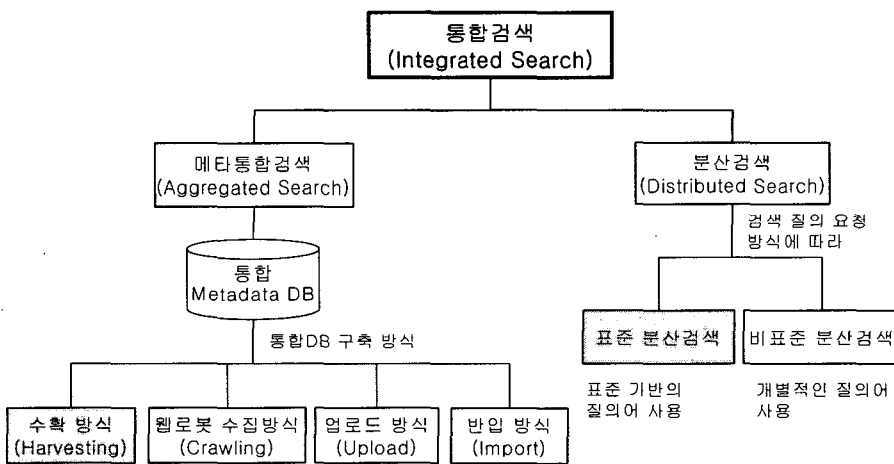 통합검색
(Integrated Search)
메타통합검색
(Aggregated Search)
분산검색
(Distributed Search)
검색 질의 요청
방식에 따라
통합
Metadata DB
통합DB 구축 방식
표준 분산검색
비표준 분산검색
표준 기반의
질의어 사용
개별적인 질의어
사용
수확 방식
(Harvesting)
웹로봇 수집방식
(Crawling)
업로드 방식
(Upload)
반입 방식
(Import)